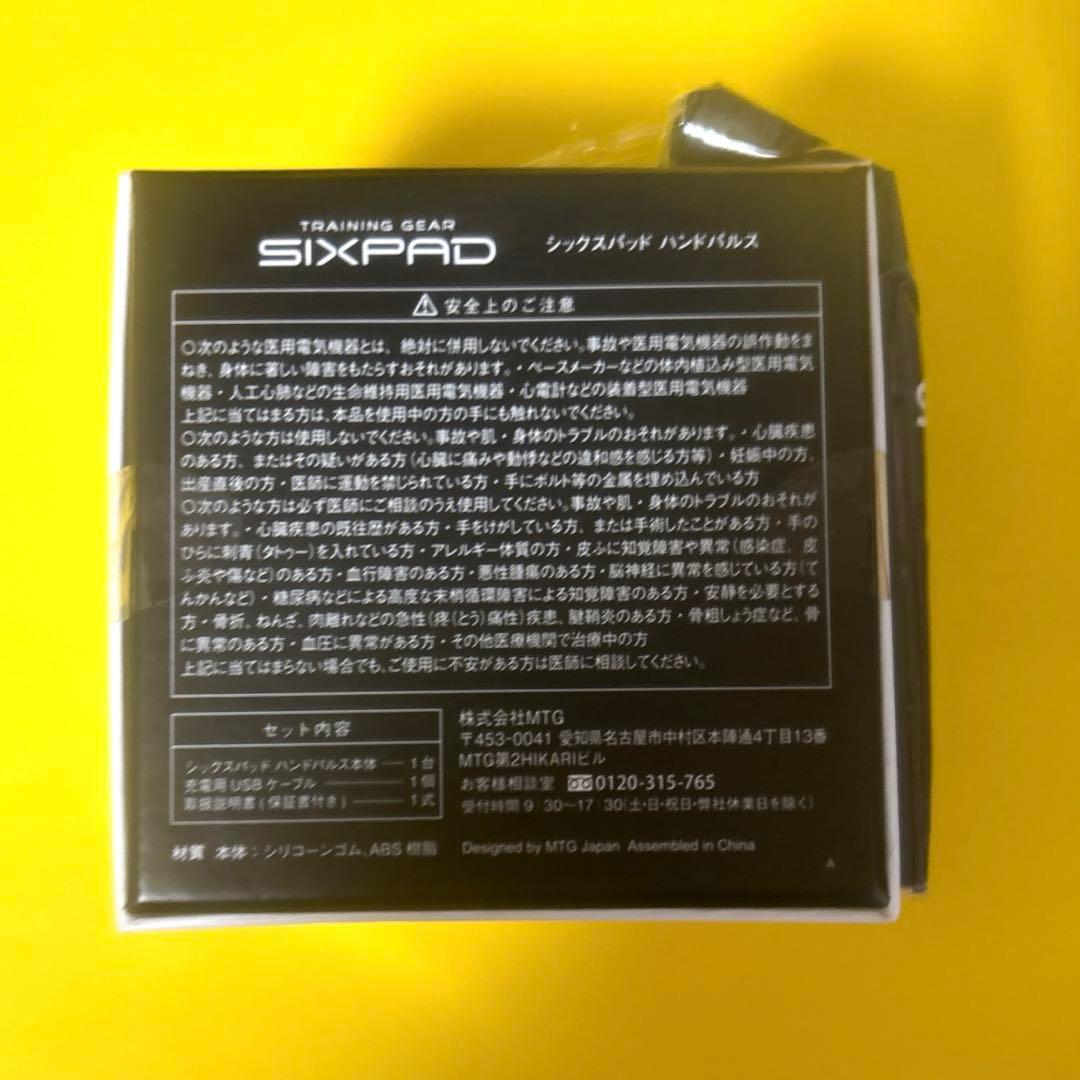 TRAINING GEAR
SIXPAD
シックスパッド ハンドパルス
⚠安全上のご注意
○次のような医用電気機器とは、絶対に併用しないでください。事故や医用電気機器の誤作動をま
ねき、身体に著しい障害をもたらすおそれがあります。・ペースメーカーなどの体内植込み型医用電気
機器・人工心肺などの生命維持用医用電気機器・心電計などの装着型医用電気機器
上記に当てはまる方は、本品を使用中の方の手にも触れないでください。
○次のような方は使用しないでください。事故や肌・身体のトラブルのおそれがあります。・心臓疾患
のある方、またはその疑いがある方(心臓に痛みや動悸などの違和感を感じる方等)・妊娠中の方、
出産直後の方・医師に運動を禁じられている方・手にボルト等の金属を埋め込んでいる方
○次のような方は必ず医師にご相談のうえ使用してください。事故や肌・身体のトラブルのおそれが
あります。・心臓疾患の既往歴がある方・手をけがしている方、または手術したことがある方・手の
ひらに刺青(タトゥー)を入れている方・アレルギー体質の方・皮ふに知覚障害や異常(感染症、皮
ふ炎や傷など)のある方・血行障害のある方・悪性腫瘍のある方・脳神経に異常を感じている方(て
んかんなど)・糖尿病などによる高度な末梢循環障害による知覚障害のある方・安静を必要とする
方・骨折、ねんざ、肉離れなどの急性(疼(とう)痛性)疾患、腱鞘炎のある方・骨粗しょう症など、骨
に異常のある方・血圧に異常がある方・その他医療機関で治療中の方
上記に当てはまらない場合でも、ご使用に不安がある方は医師に相談してください。
セット内容
シックスパッド ハンドパルス本体 — 1台
充電用 USB ケーブル — 1個
取扱説明書(保証書付き) — 1式
株式会社MTG
〒453-0041 愛知県名古屋市中村区本陣通4丁目13番
MTG第2HIKARIビル
お客様相談室 0120-315-765
受付時間 9:30〜17:30(土・日・祝日・弊社休業日を除く)
材質 本体:シリコーンゴム、ABS 樹脂
Designed by MTG Japan Assembled in China
A
S